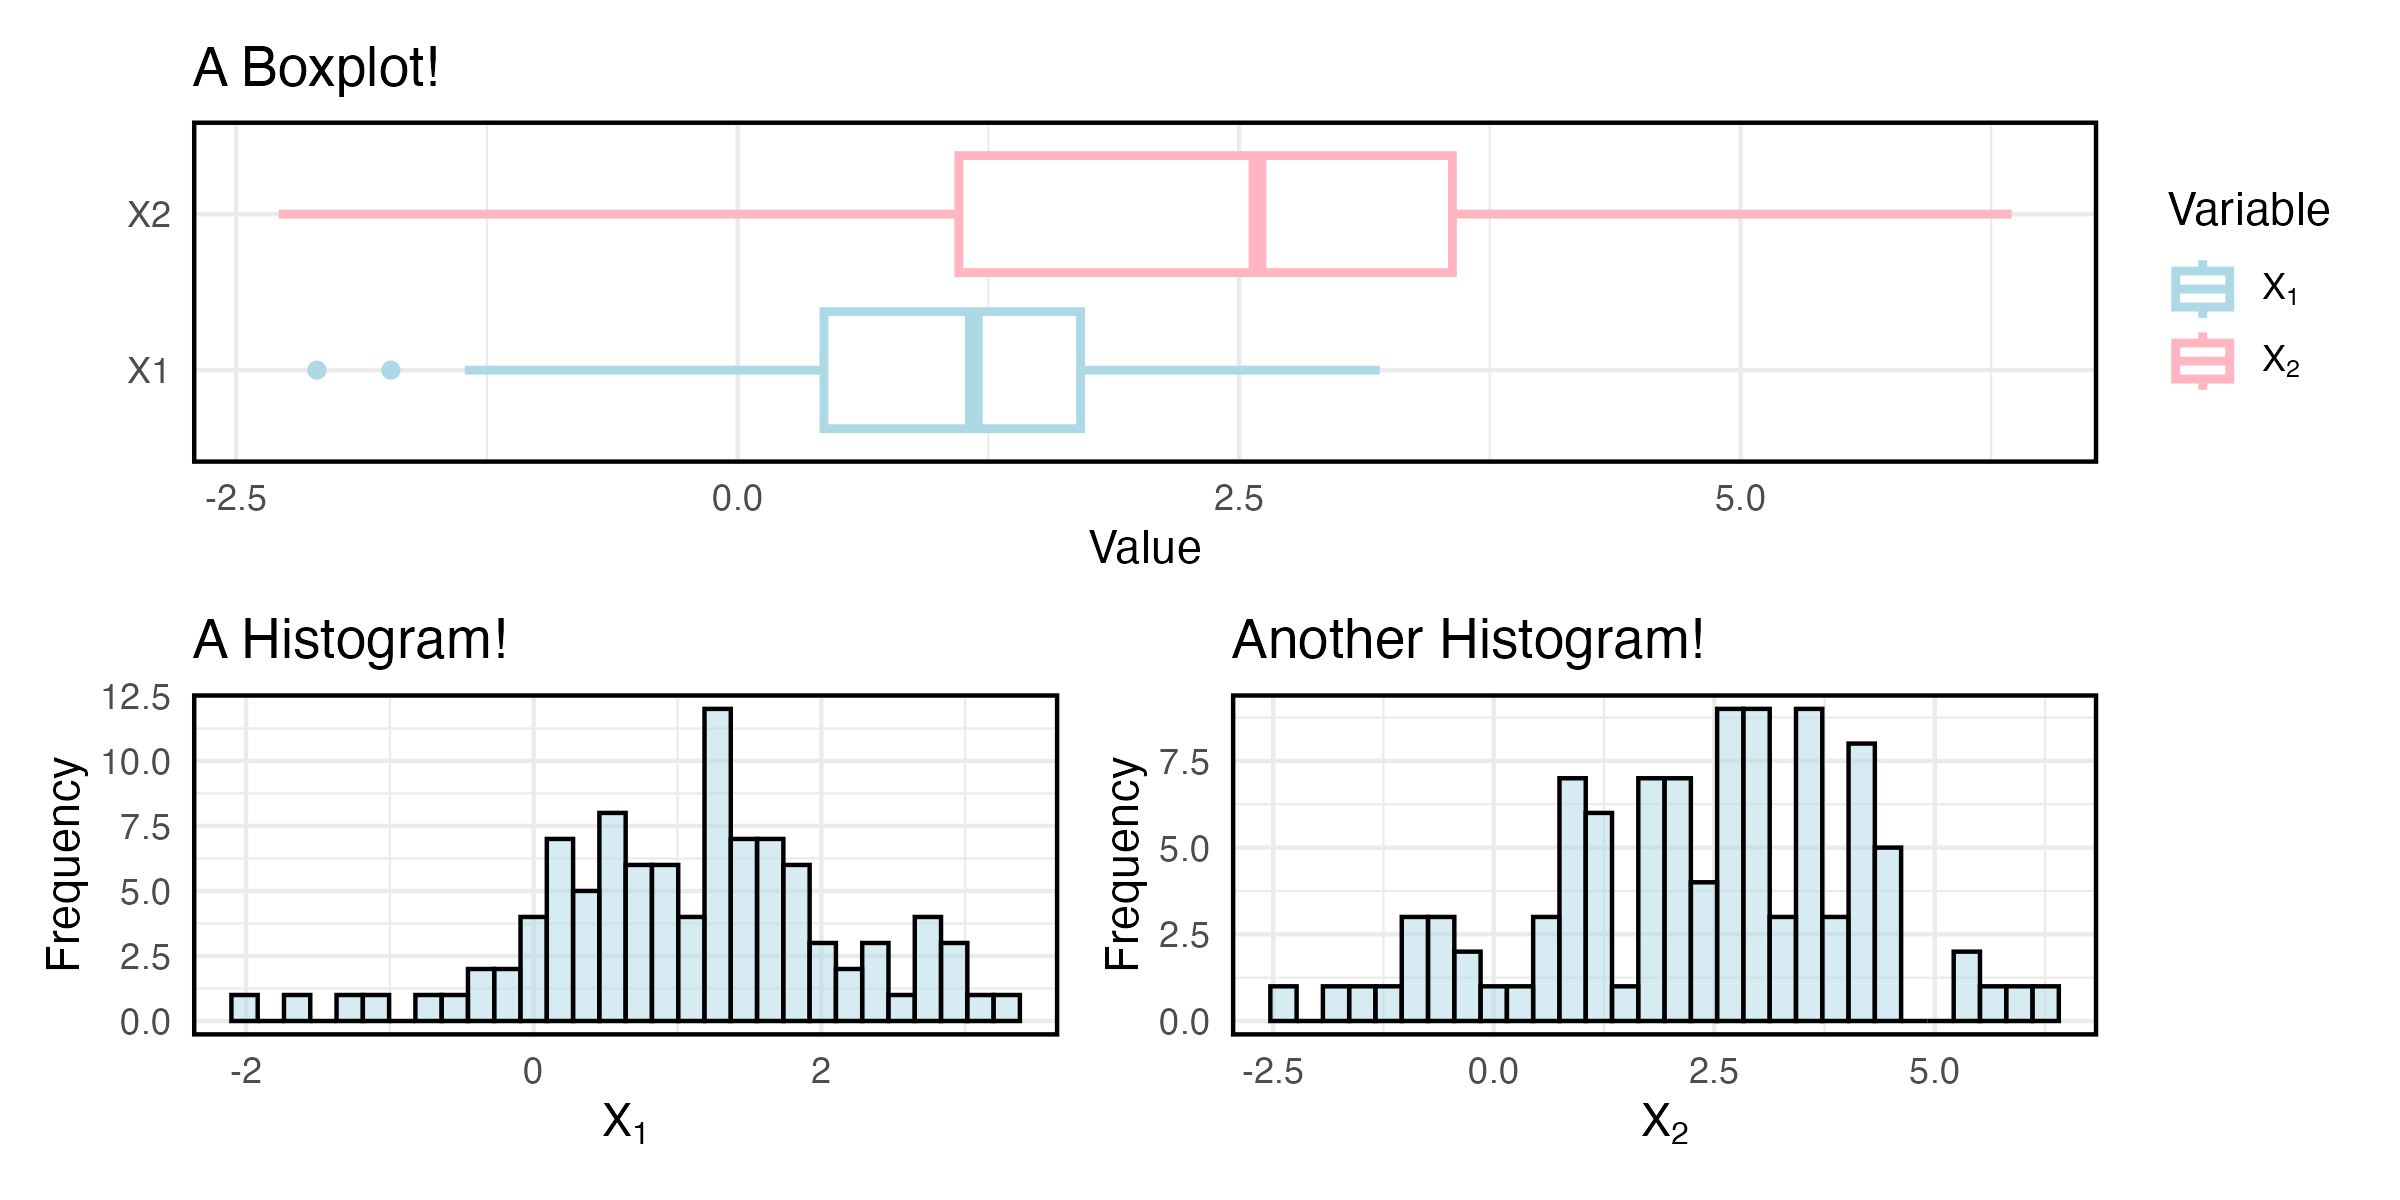 A Boxplot!
X2
X1
-2.5 0.0 2.5 5.0
Value
Variable
X₁
X₂
A Histogram!
12.5
10.0
7.5
5.0
2.5
0.0
Frequency
-2 0 2
X₁
Another Histogram!
7.5
5.0
2.5
0.0
Frequency
-2.5 0.0 2.5 5.0
X₂